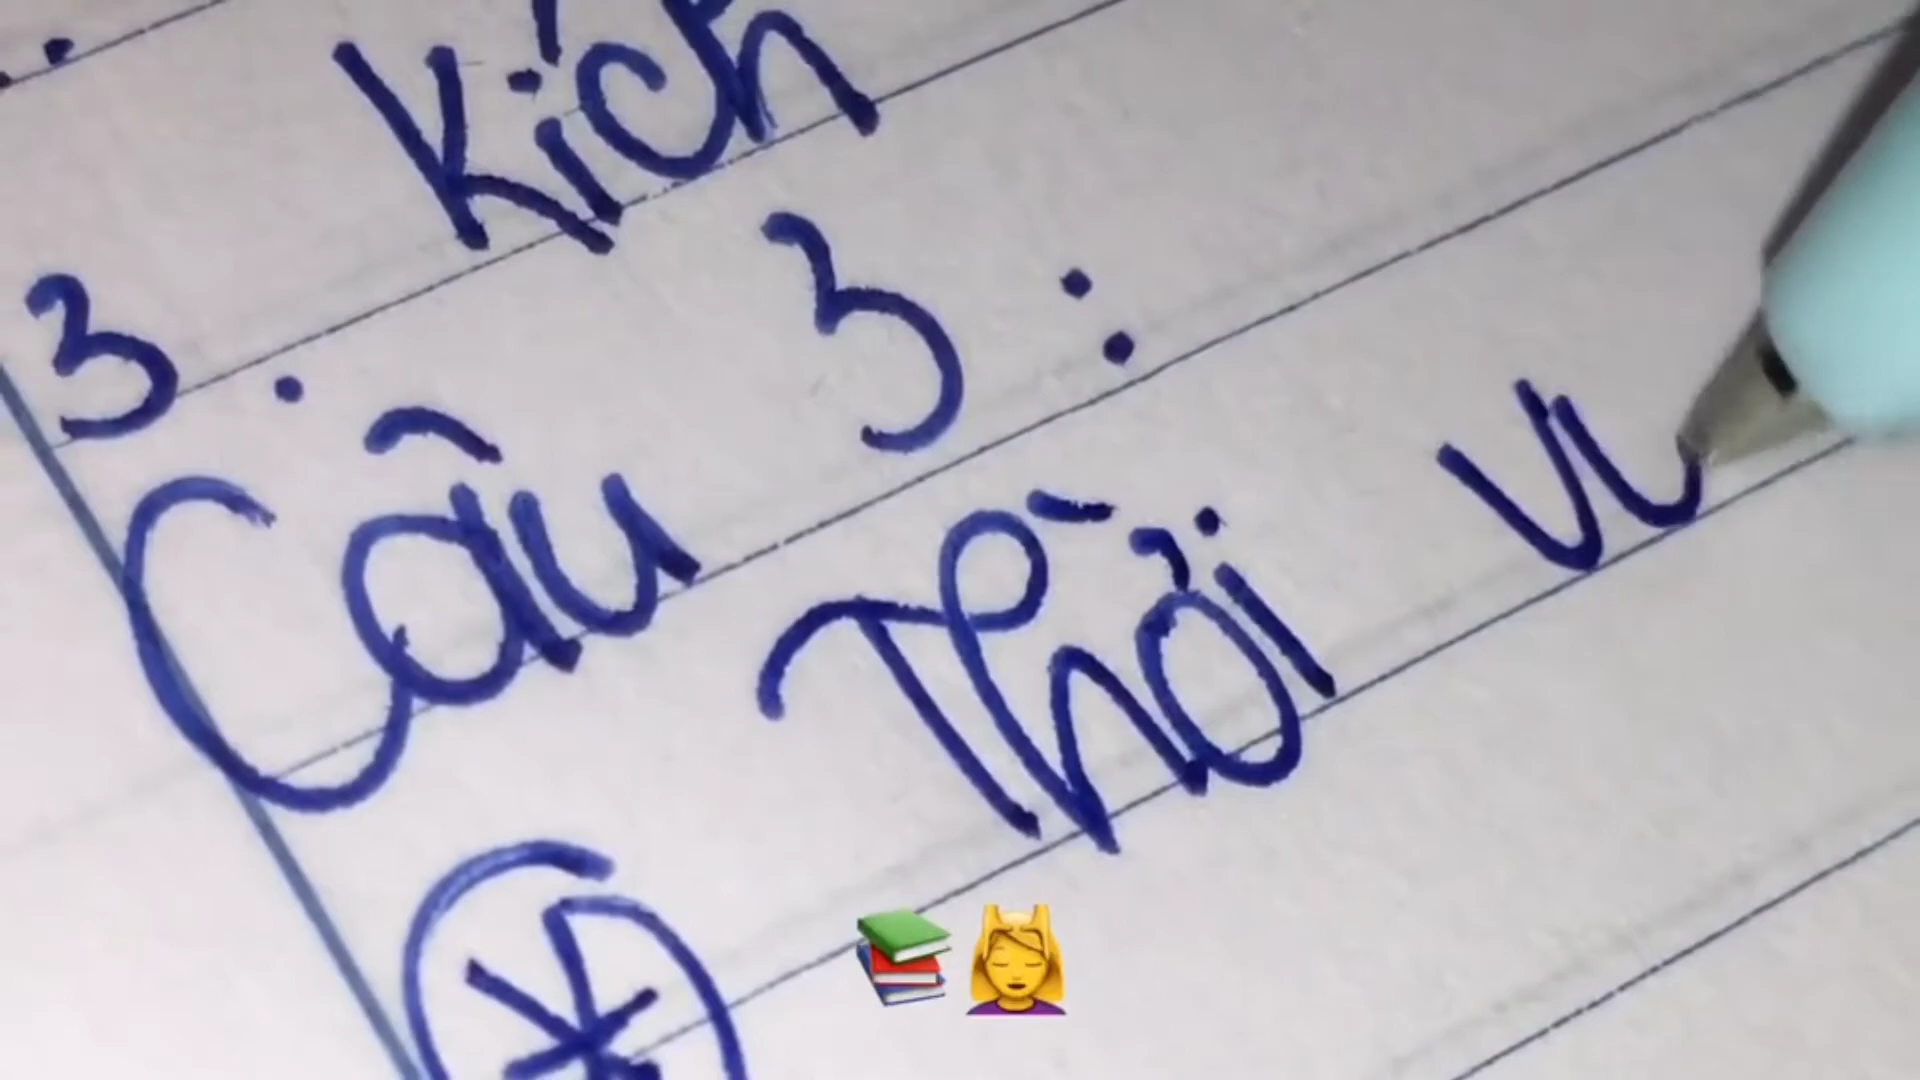 3. Kích
Câu 3 :
Thời